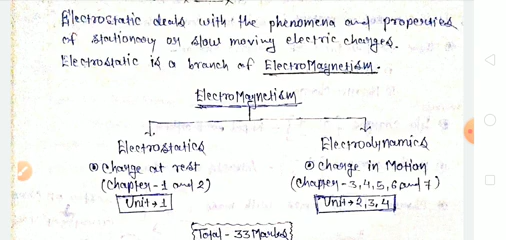 Electrostatic deals with the phenomena and properties
of stationary or slow moving electric charges.
Electrostatic is a branch of ElectroMagnetism.
ElectroMagnetism
Electrostatics
Electrodynamics
Charge at rest
Charge in Motion
(Chapter-1 and 2)
(Chapter-3,4,5,6 and 7)
Unit→1
Unit→2,3,4
Total-33 Marks